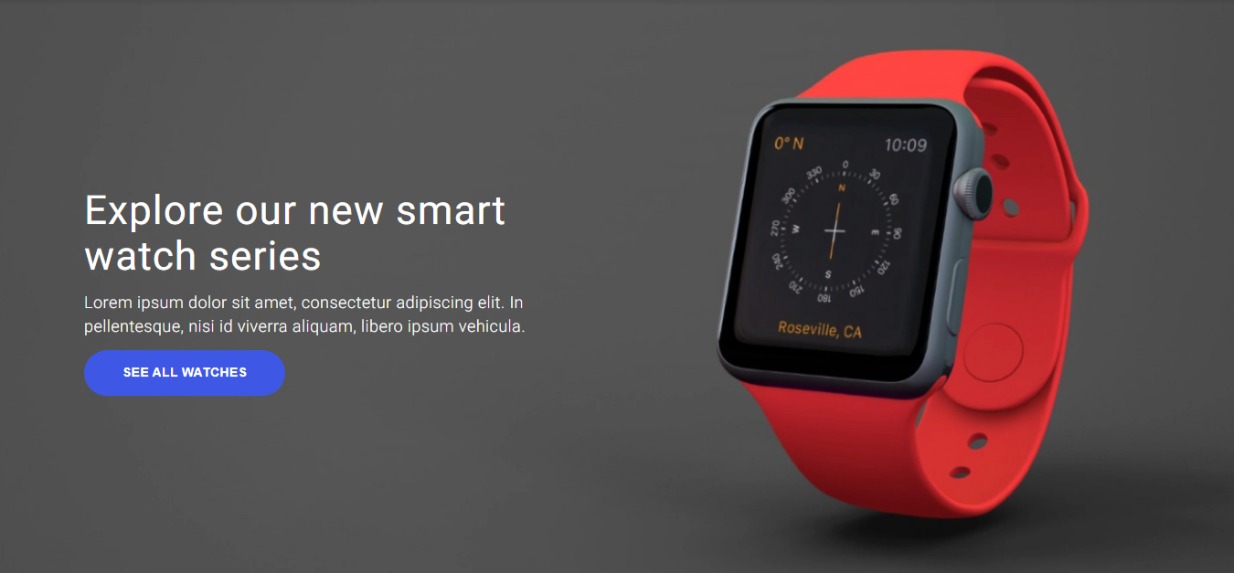 Explore our new smart
watch series
Lorem ipsum dolor sit amet, consectetur adipiscing elit. In
pellentesque, nisi id viverra aliquam, libero ipsum vehicula.
SEE ALL WATCHES
0° N
10:09
0
30
60
90
120
150
180
210
240
270
300
330
N
E
S
W
Roseville, CA